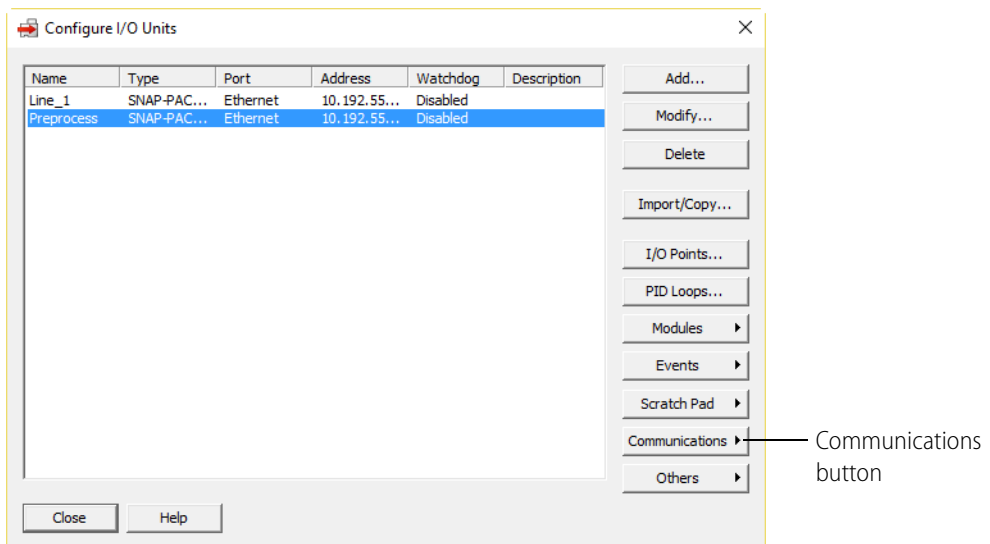 Configure I/O Units
Name Type Port Address Watchdog Description
Line_1 SNAP-PAC... Ethernet 10.192.55... Disabled
Preprocess SNAP-PAC... Ethernet 10.192.55... Disabled
Add...
Modify...
Delete
Import/Copy...
I/O Points...
PID Loops...
Modules
Events
Scratch Pad
Communications
Others
Communications
button
Close Help